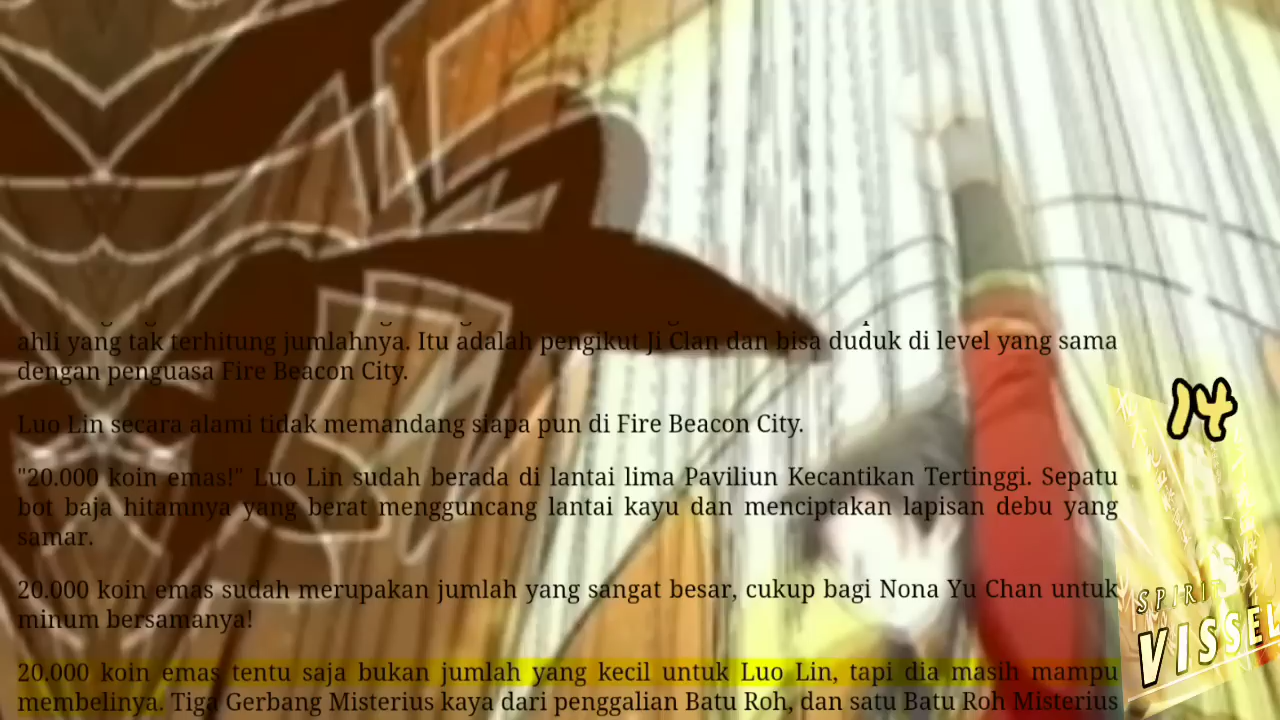 ahli yang tak terhitung jumlahnya. Itu adalah pengikut Ji Clan dan bisa duduk di level yang sama
dengan penguasa Fire Beacon City.
Luo Lin secara alami tidak memandang siapa pun di Fire Beacon City.
"20.000 koin emas!" Luo Lin sudah berada di lantai lima Paviliun Kecantikan Tertinggi. Sepatu
bot baja hitamnya yang berat mengguncang lantai kayu dan menciptakan lapisan debu yang
samar.
20.000 koin emas sudah merupakan jumlah yang sangat besar, cukup bagi Nona Yu Chan untuk
minum bersamanya!
20.000 koin emas tentu saja bukan jumlah yang kecil untuk Luo Lin, tapi dia masih mampu
membelinya. Tiga Gerbang Misterius kaya dari penggalian Batu Roh, dan satu Batu Roh Misterius
14
SPIRIT
VISSEL